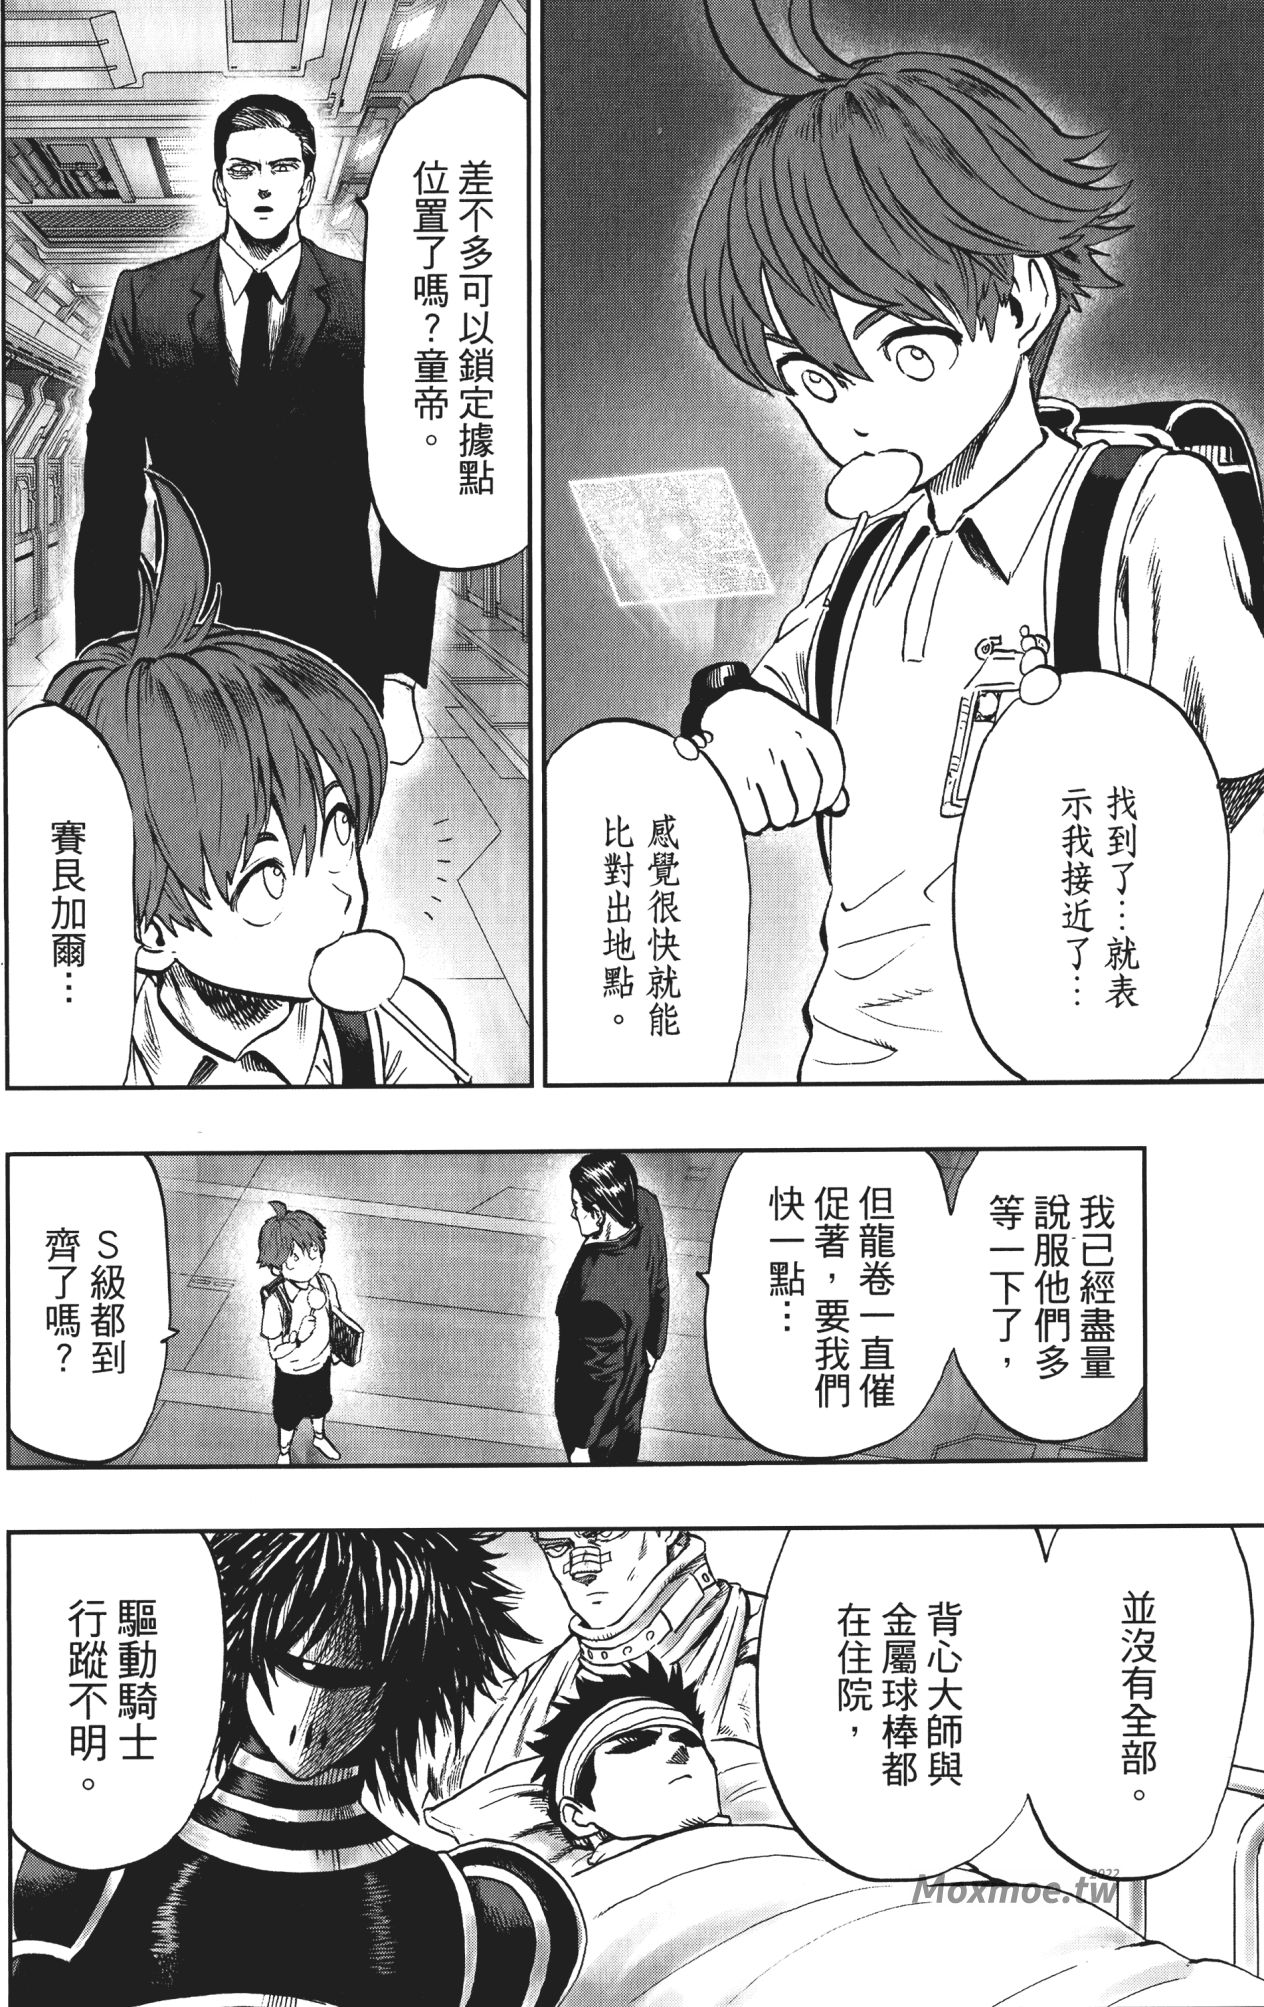 找到了…就表
示我接近了…
感覺很快就能
比對出地點。
差不多可以鎖定據點
位置了嗎？童帝。
賽艮加爾…
我已經盡量
說服他們多
等一下了，
但龍卷一直催
促著，要我們
快一點…
S級都到
齊了嗎？
並沒有全部。
背心大師與
金屬球棒都
在住院，
驅動騎士
行蹤不明。
2022
Moxmoe.tw